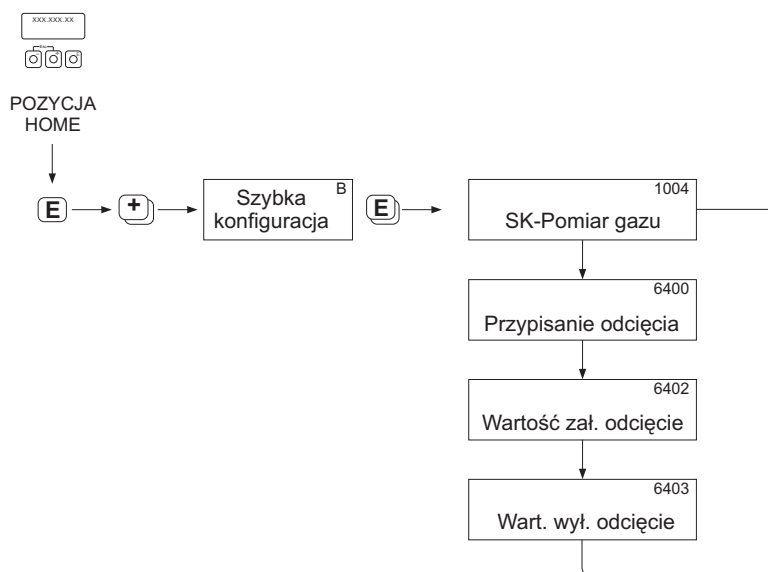 xxx.xxx.xx
Esc
POZYCJA
HOME
E
+
Szybka
konfiguracja
B
E
1004
SK-Pomiar gazu
6400
Przypisanie odcięcia
6402
Wartość zał. odcięcie
6403
Wart. wył. odcięcie